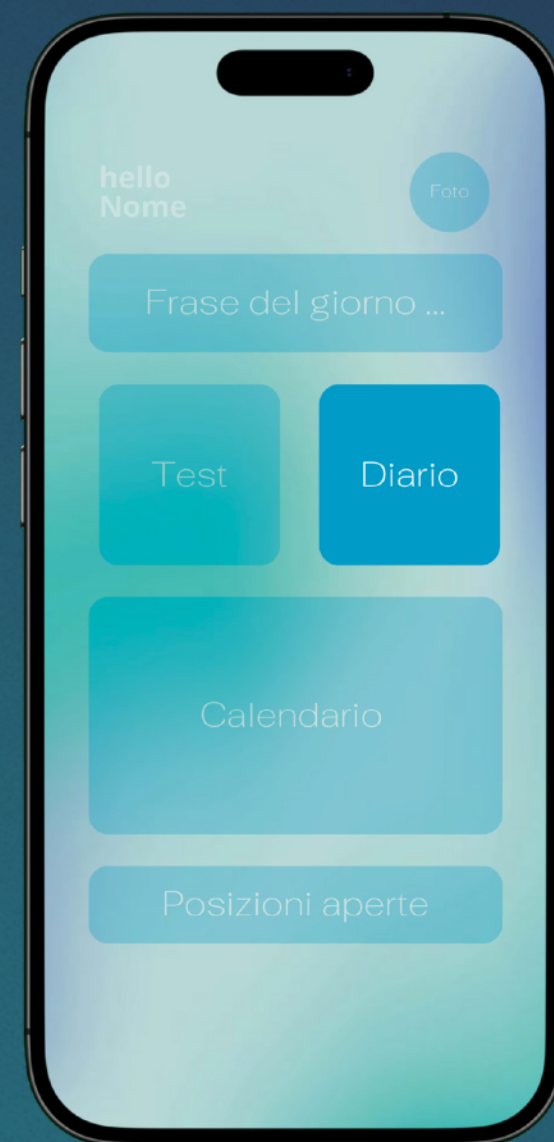 hello
Nome
Foto
Frase del giorno ...
Test
Diario
Calendario
Posizioni aperte